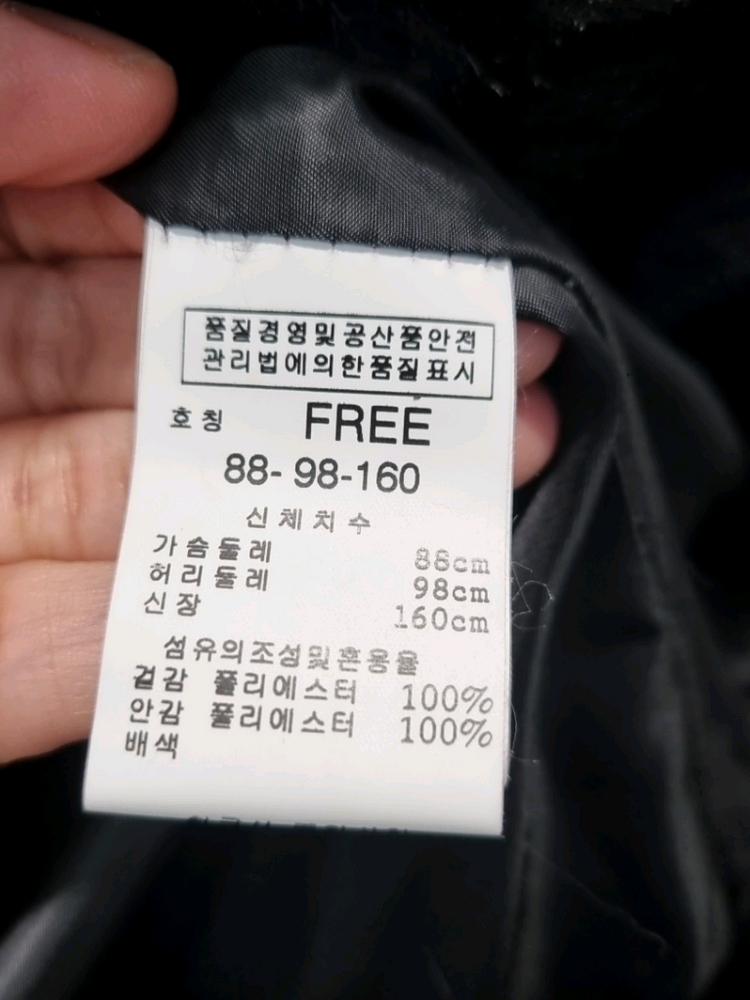 품질경영및공산품안전
관리법에의한품질표시
호칭 FREE
88- 98-160
신체치수
가슴둘레 88cm
허리둘레 98cm
신장 160cm
섬유의조성및혼용율
겉감 폴리에스터 100%
안감 폴리에스터 100%
배색